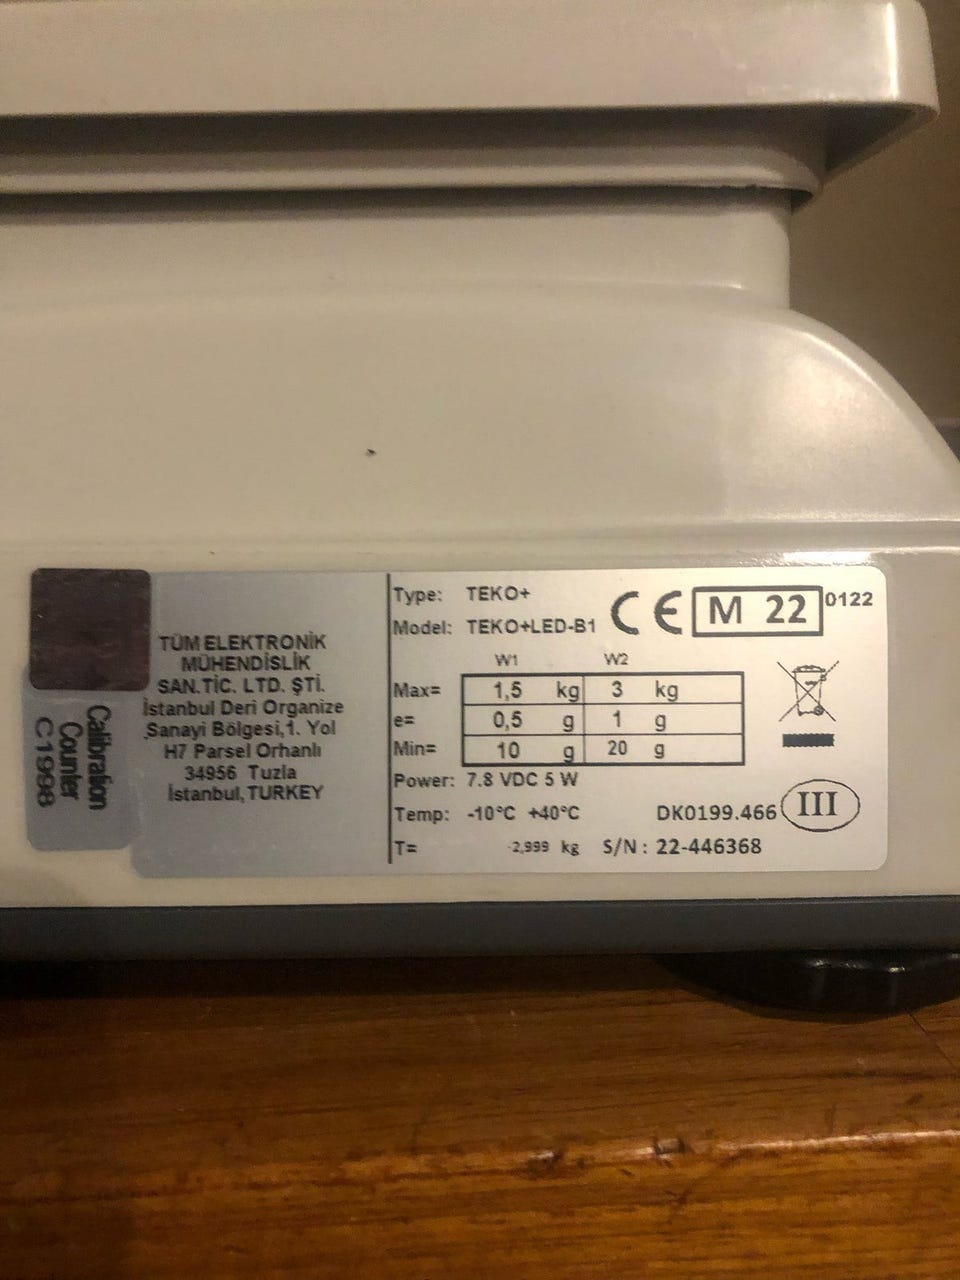 TÜM ELEKTRONİK
MÜHENDİSLİK
SAN.TİC. LTD. ŞTİ.
İstanbul Deri Organize
Sanayi Bölgesi,1. Yol
H7 Parsel Orhanlı
34956 Tuzla
İstanbul, TURKEY
Calibration
Counter
C1998
Type: TEKO+
Model: TEKO+LED-B1
CE M 22 0122
W1 W2
Max= 1,5 kg 3 kg
e= 0,5 g 1 g
Min= 10 g 20 g
Power: 7.8 VDC 5 W
Temp: -10°C +40°C DK0199.466 III
T= -2,999 kg S/N : 22-446368